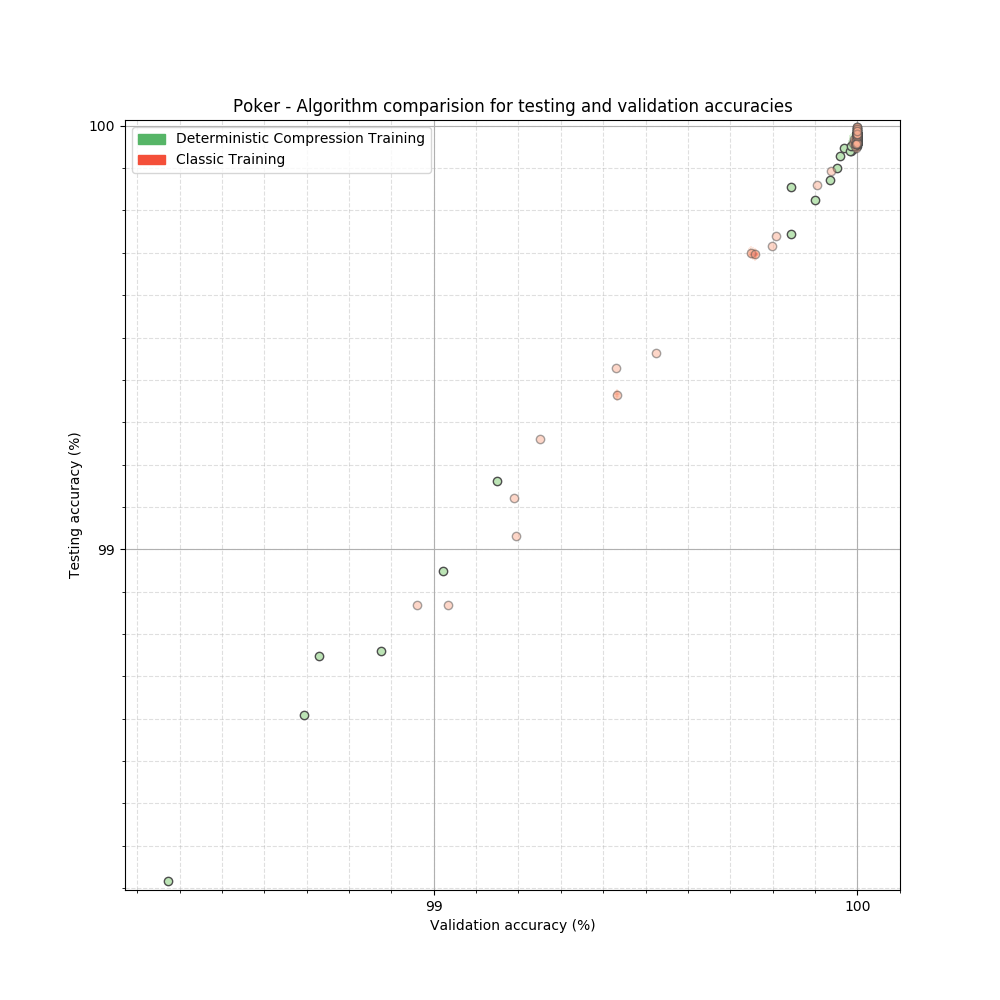 Poker - Algorithm comparision for testing and validation accuracies
100
Deterministic Compression Training
Classic Training
Testing accuracy (%)
99
99
100
Validation accuracy (%)